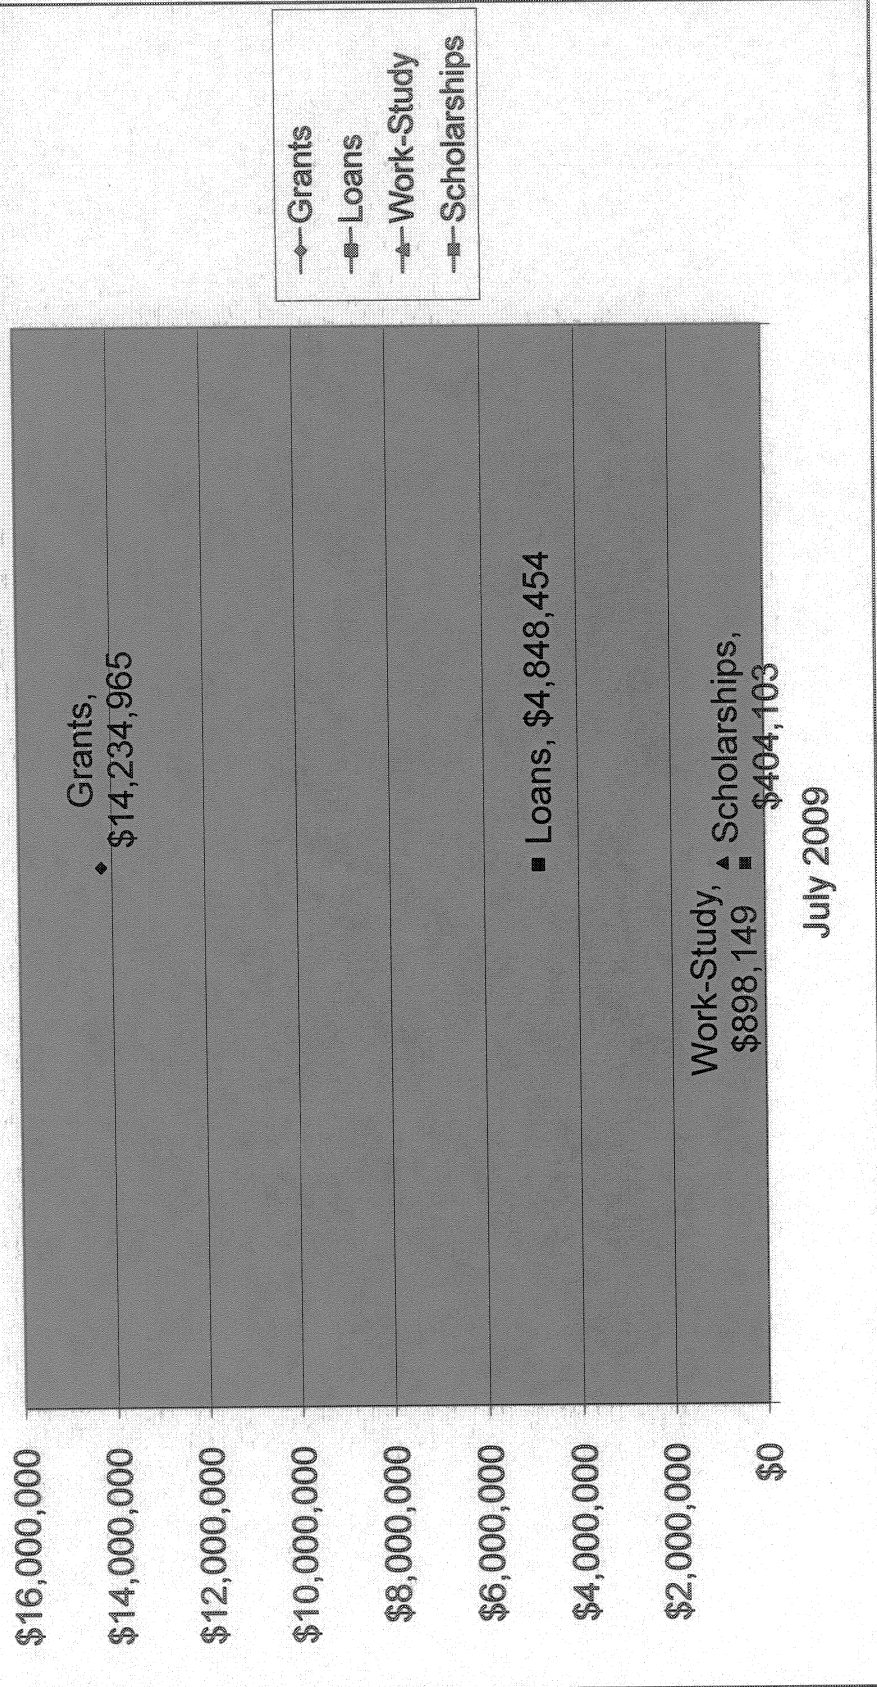 $16,000,000
$14,000,000
$12,000,000
$10,000,000
$8,000,000
$6,000,000
$4,000,000
$2,000,000
$0
Grants,
$14,234,965
Loans, $4,848,454
Work-Study,
$898,149
Scholarships,
$404,103
July 2009
Grants
Loans
Work-Study
Scholarships